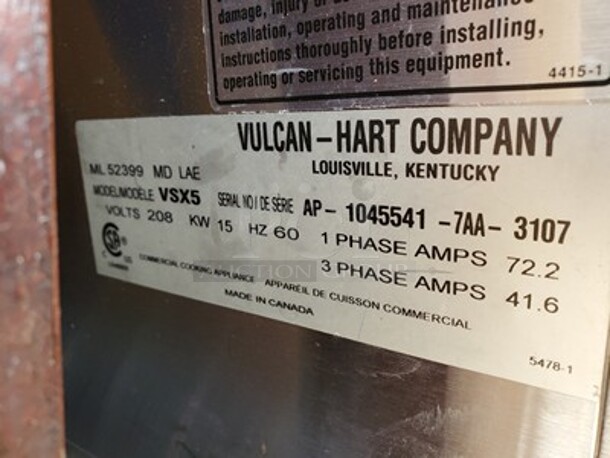 damage, injury or
installation, operating and maintenance
instructions thoroughly before installing,
operating or servicing this equipment.
4415-1
VULCAN-HART COMPANY
LOUISVILLE, KENTUCKY
ML 52399 MD LAE
MODEL/MODÈLE VSX5 SERIAL NO / DE SÉRIE AP- 1045541 -7AA- 3107
VOLTS 208 KW 15 HZ 60 1 PHASE AMPS 72.2
3 PHASE AMPS 41.6
COMMERCIAL COOKING APPLIANCE APPAREIL DE CUISSON COMMERCIAL
MADE IN CANADA
5478-1